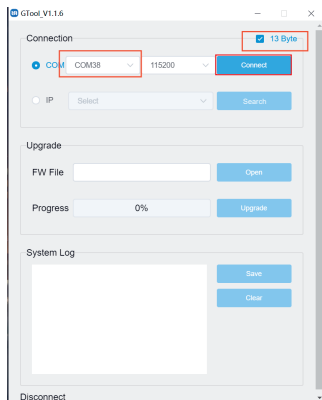 GTool_V1.1.6
Connection
13 Byte
COM COM38 115200 Connect
IP Select Search
Upgrade
FW File Open
Progress 0% Upgrade
System Log
Save
Clear
Disconnect